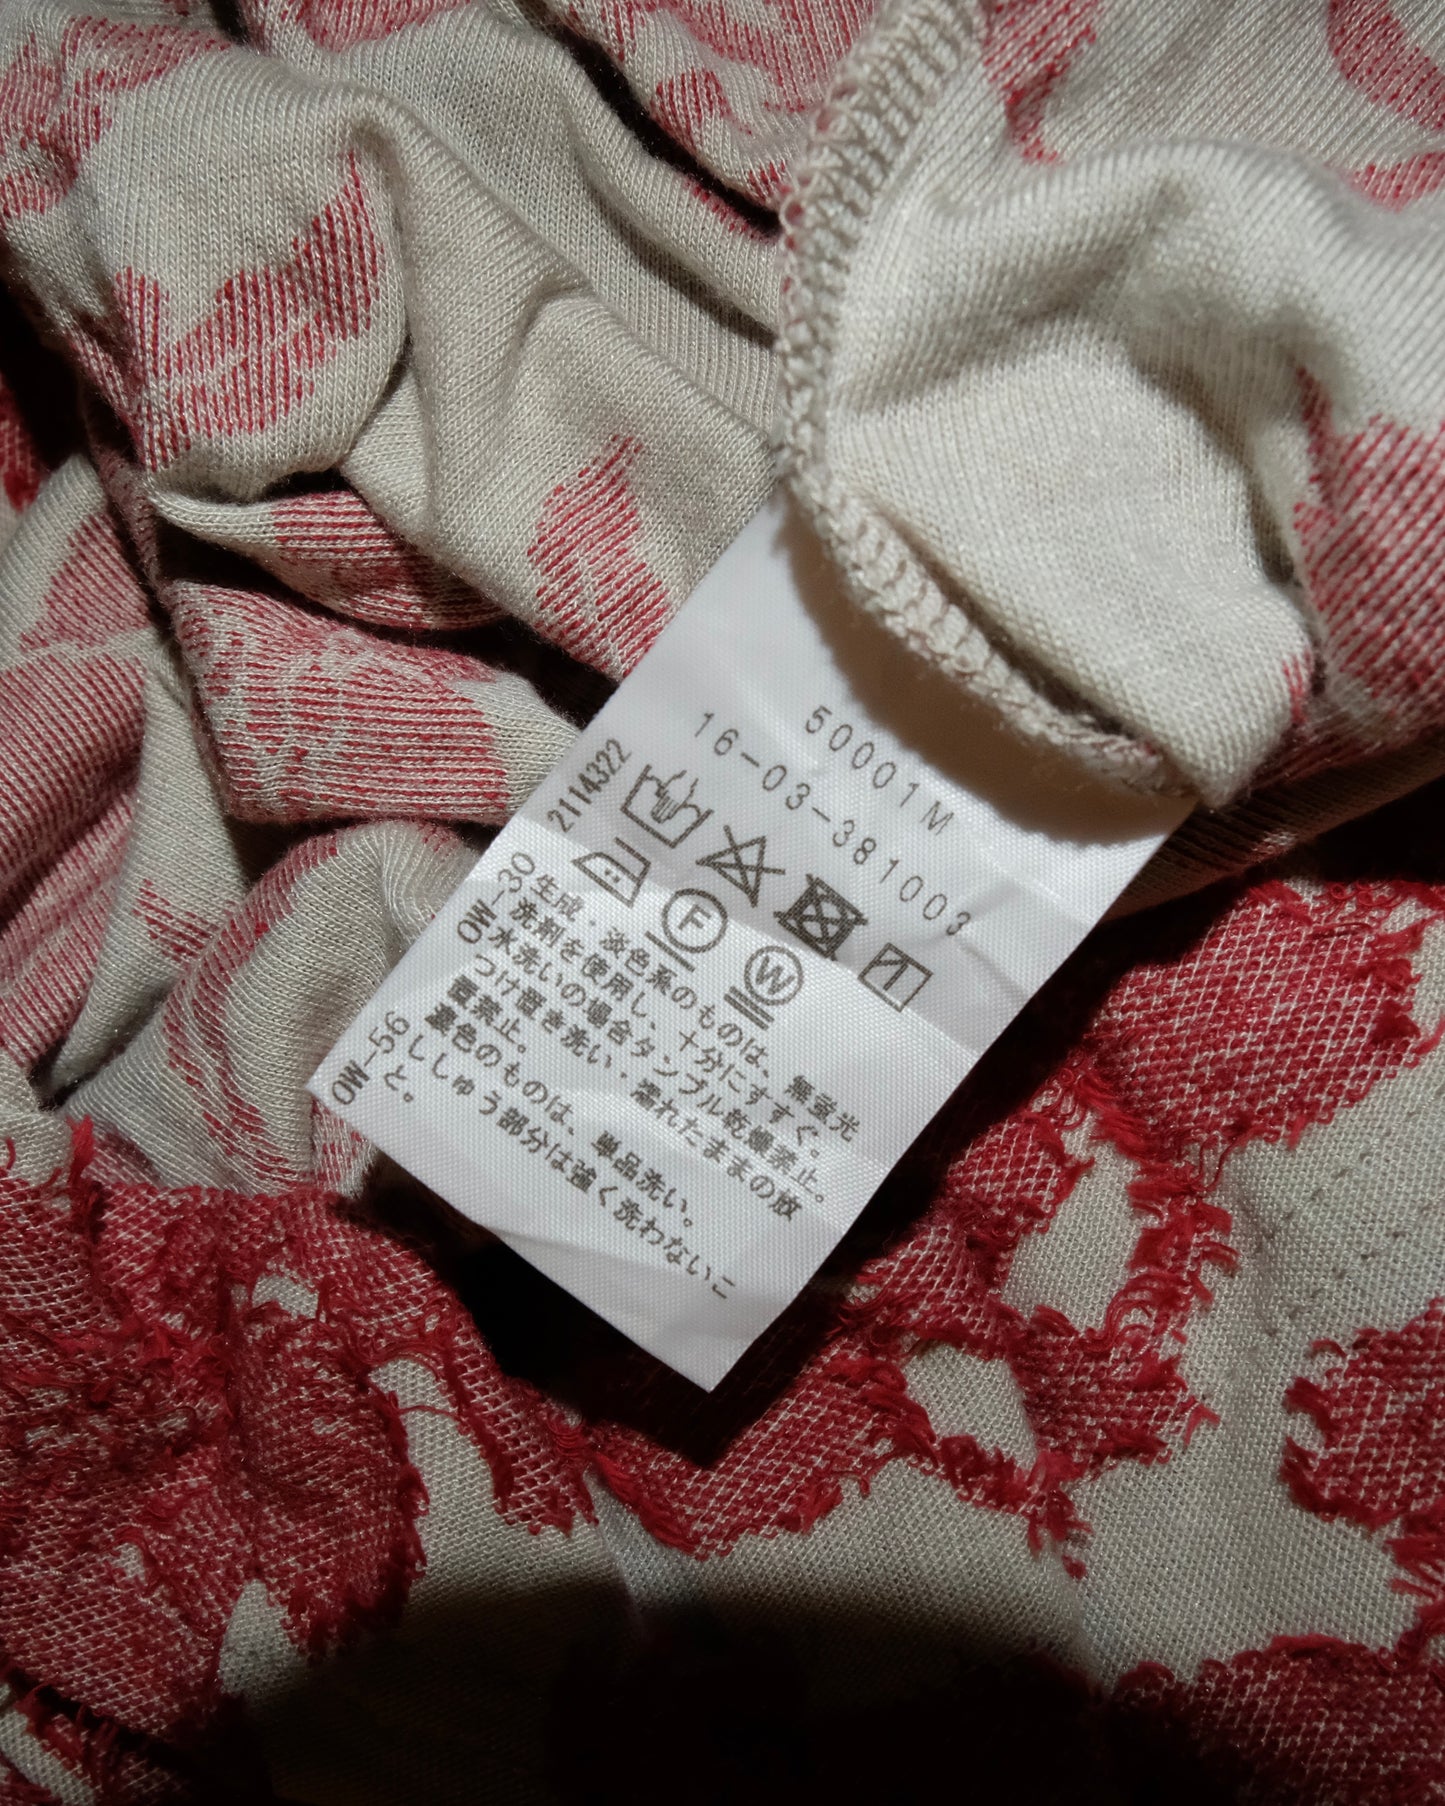 50001M
16-03-381003
2114322
F
W
OW-30 生成・淡色系のものは、無蛍光
洗剤を使用し、十分にすすぐ。
OW- 水洗いの場合タンブル乾燥禁止。
つけ置き洗い・濡れたままの放
置禁止。
OW-56 濃色のものは、単品洗い。
ししゅう部分は強く洗わないこ
と。